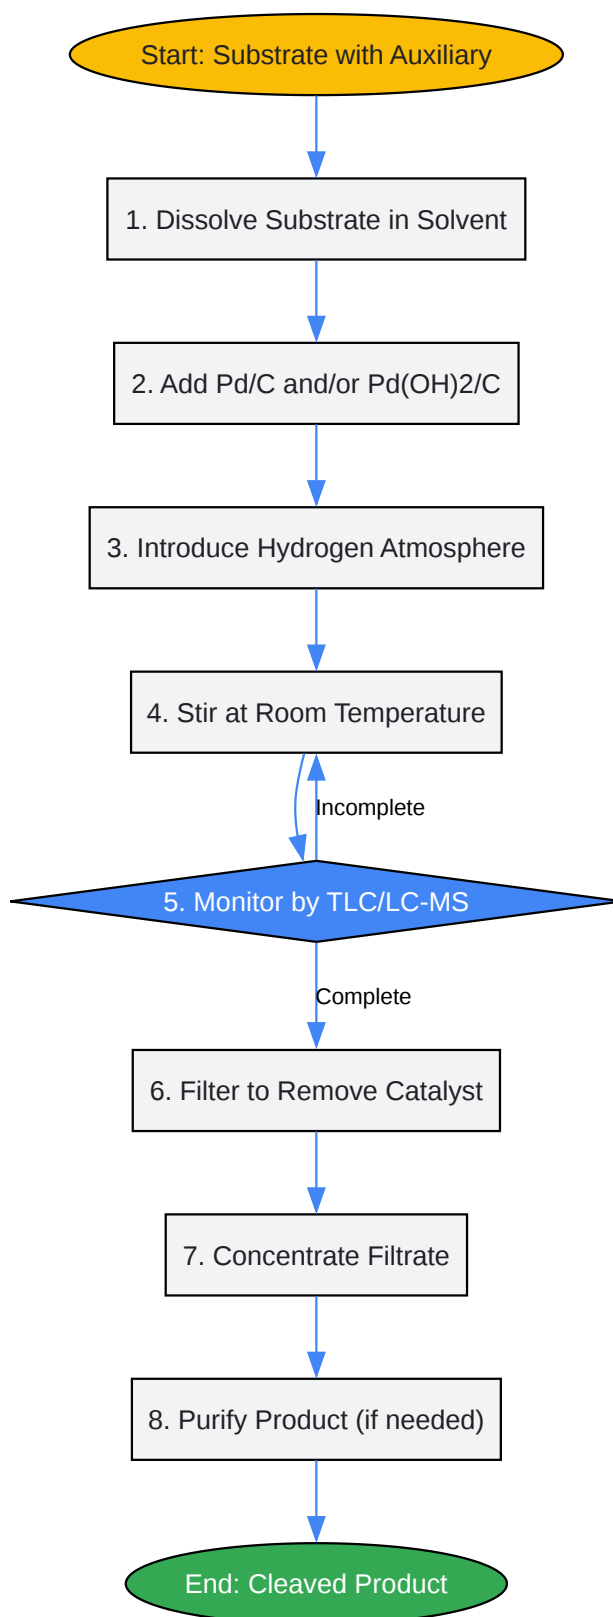 Start: Substrate with Auxiliary
1. Dissolve Substrate in Solvent
2. Add Pd/C and/or Pd(OH)2/C
3. Introduce Hydrogen Atmosphere
4. Stir at Room Temperature
Incomplete
5. Monitor by TLC/LC-MS
Complete
6. Filter to Remove Catalyst
7. Concentrate Filtrate
8. Purify Product (if needed)
End: Cleaved Product